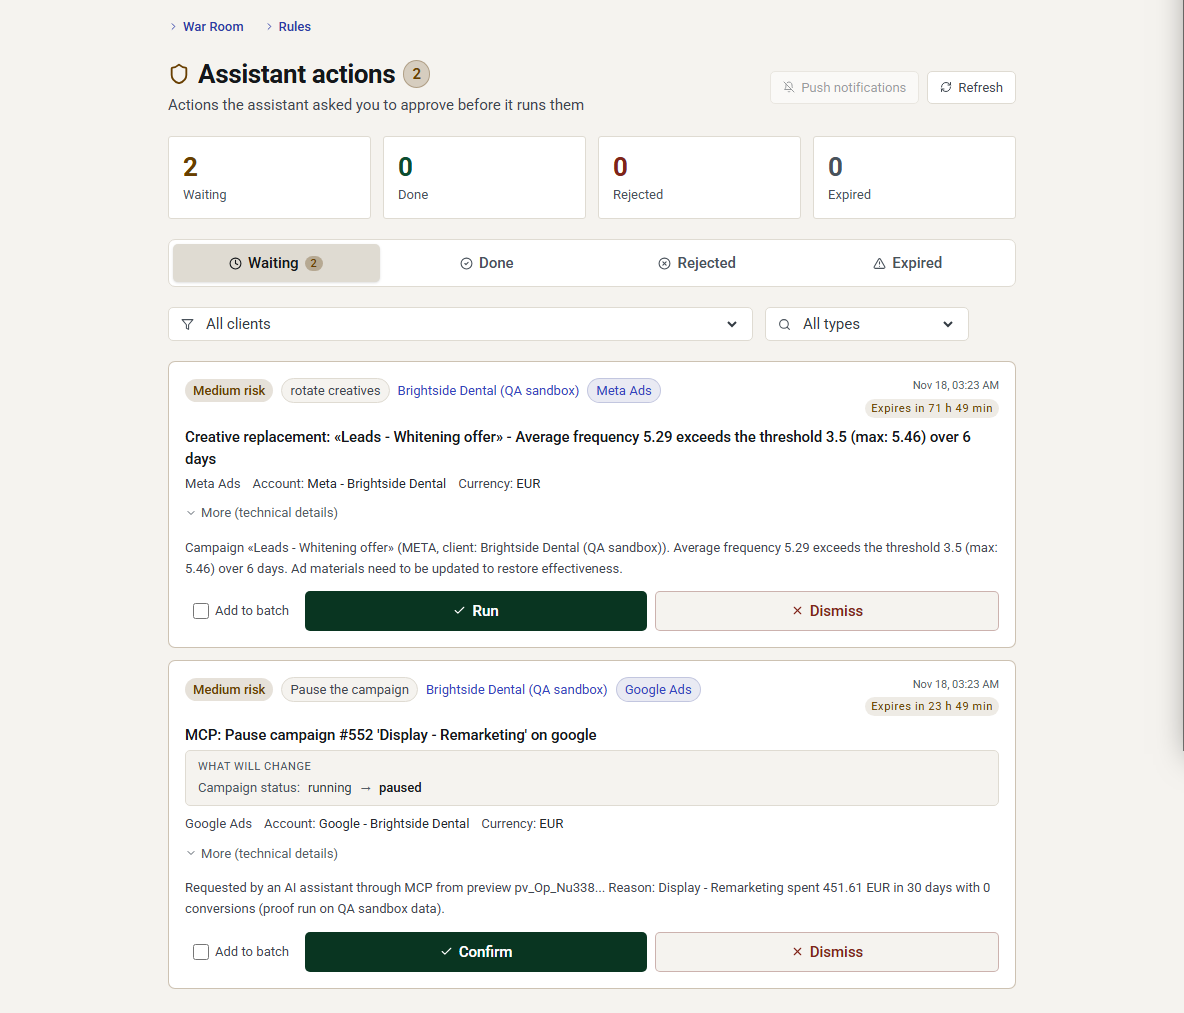 War Room Rules
Assistant actions 2
Actions the assistant asked you to approve before it runs them
Push notifications Refresh
2 0 0 0
Waiting Done Rejected Expired
Waiting 2 Done Rejected Expired
All clients All types
Medium risk rotate creatives Brightside Dental (QA sandbox) Meta Ads Nov 18, 03:23 AM
Expires in 71 h 49 min
Creative replacement: «Leads - Whitening offer» - Average frequency 5.29 exceeds the threshold 3.5 (max: 5.46) over 6
days
Meta Ads Account: Meta - Brightside Dental Currency: EUR
More (technical details)
Campaign «Leads - Whitening offer» (META, client: Brightside Dental (QA sandbox)). Average frequency 5.29 exceeds the threshold 3.5 (max:
5.46) over 6 days. Ad materials need to be updated to restore effectiveness.
Add to batch Run Dismiss
Medium risk Pause the campaign Brightside Dental (QA sandbox) Google Ads Nov 18, 03:23 AM
Expires in 23 h 49 min
MCP: Pause campaign #552 'Display - Remarketing' on google
WHAT WILL CHANGE
Campaign status: running → paused
Google Ads Account: Google - Brightside Dental Currency: EUR
More (technical details)
Requested by an AI assistant through MCP from preview pv_Op_Nu338... Reason: Display - Remarketing spent 451.61 EUR in 30 days with 0
conversions (proof run on QA sandbox data).
Add to batch Confirm Dismiss